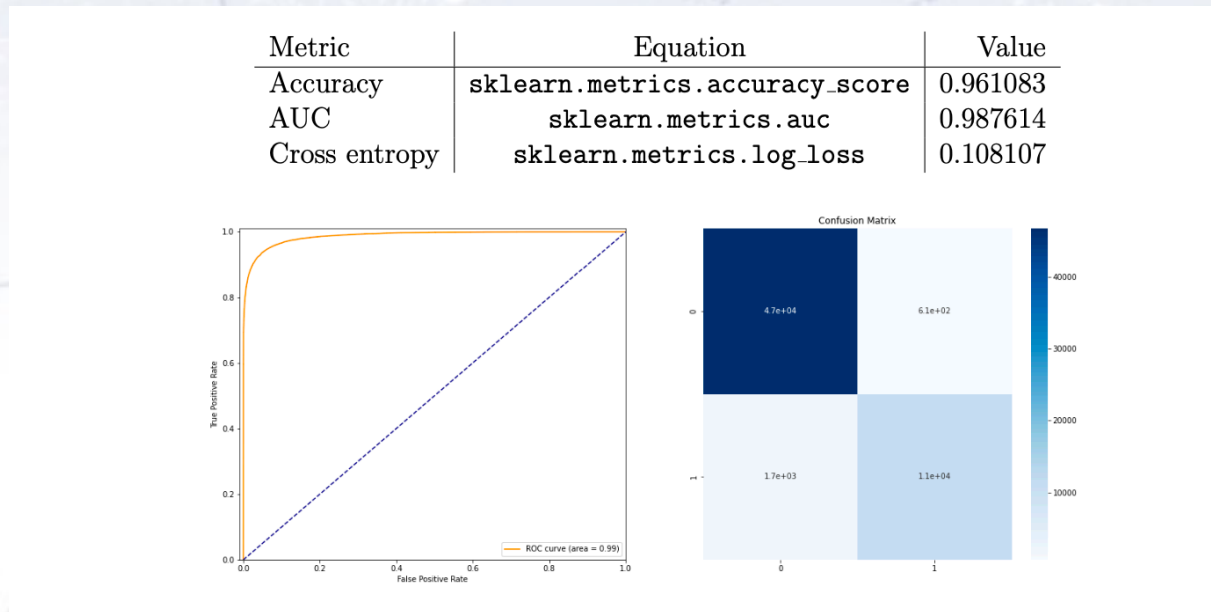 Metric Equation Value
Accuracy sklearn.metrics.accuracy_score 0.961083
AUC sklearn.metrics.auc 0.987614
Cross entropy sklearn.metrics.log_loss 0.108107
1.0
0.8
0.6
0.4
0.2
0.0
True Positive Rate
0.0 0.2 0.4 0.6 0.8 1.0
False Positive Rate
ROC curve (area = 0.99)
Confusion Matrix
0
4.7e+04 6.1e+02
1
1.7e+03 1.1e+04
0 1
40000
30000
20000
10000